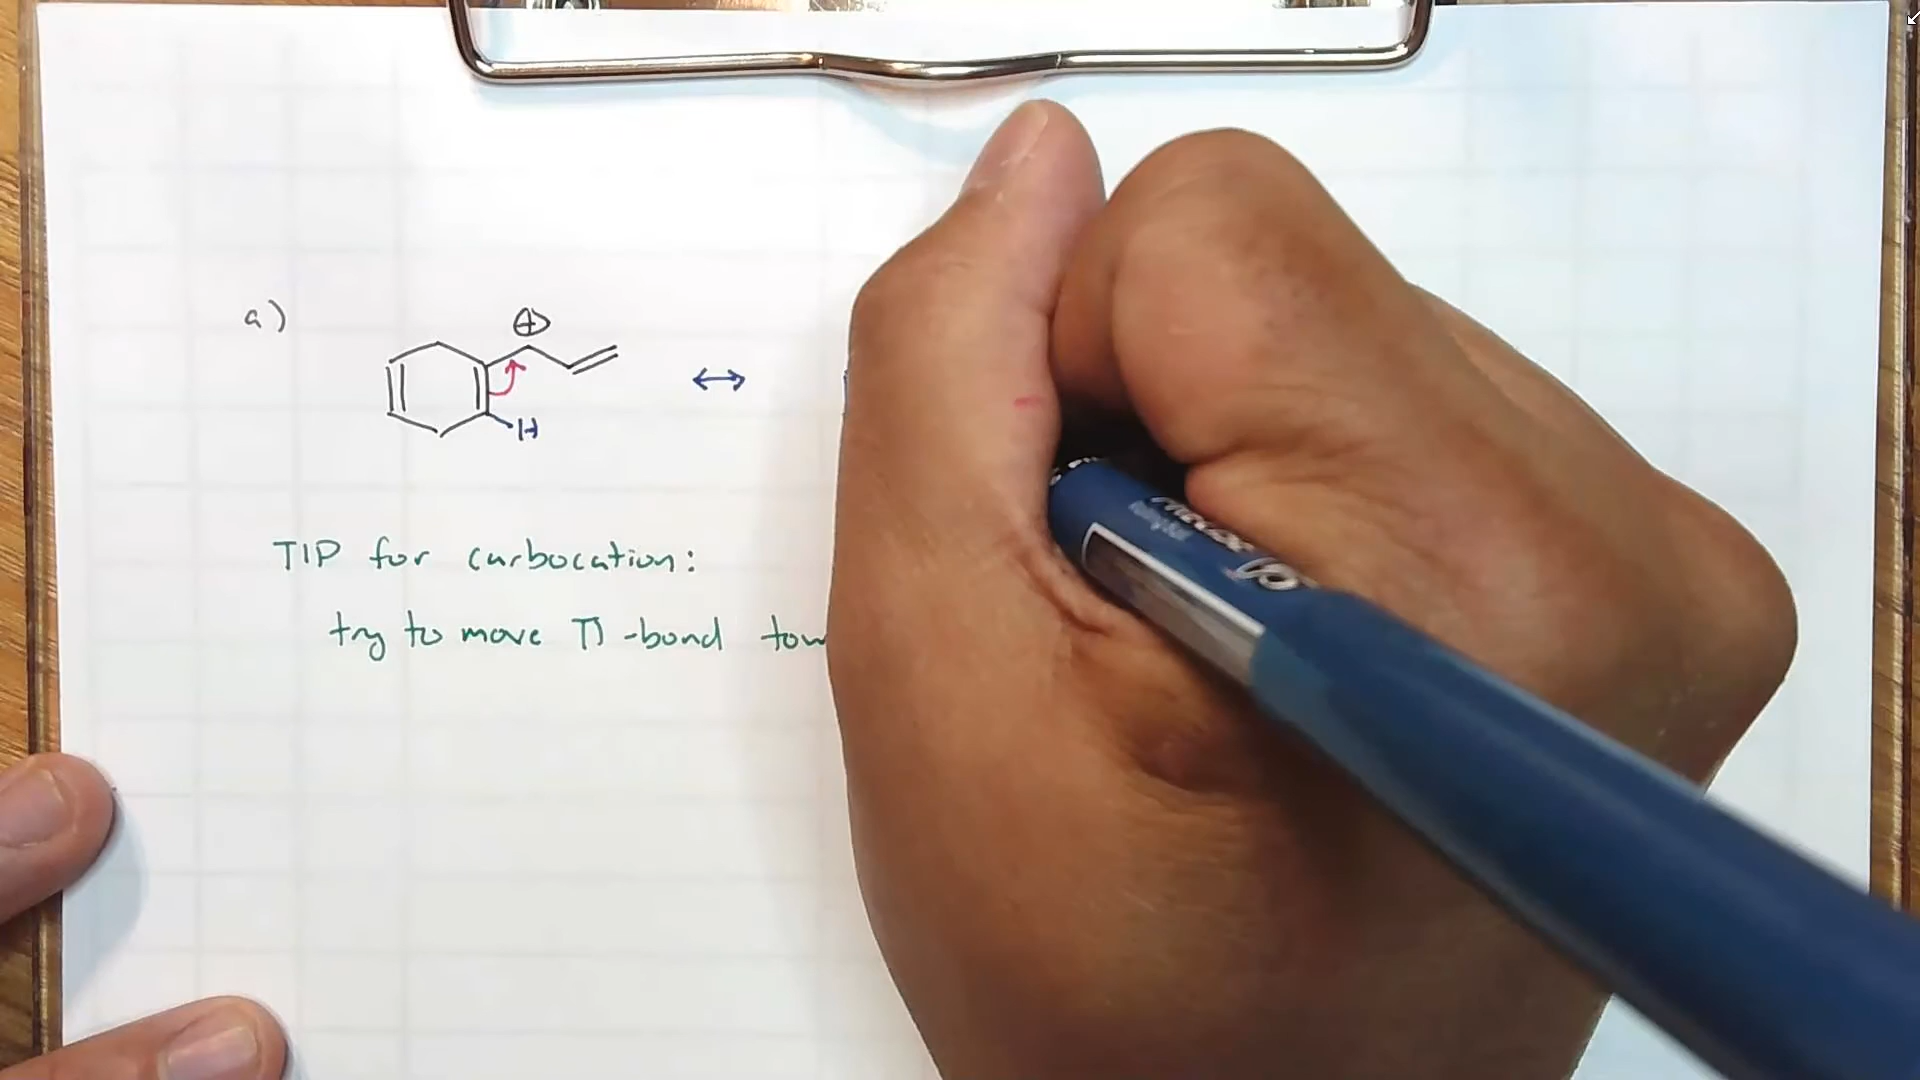 a)
⊕
H
TIP for carbocation:
try to move π-bond